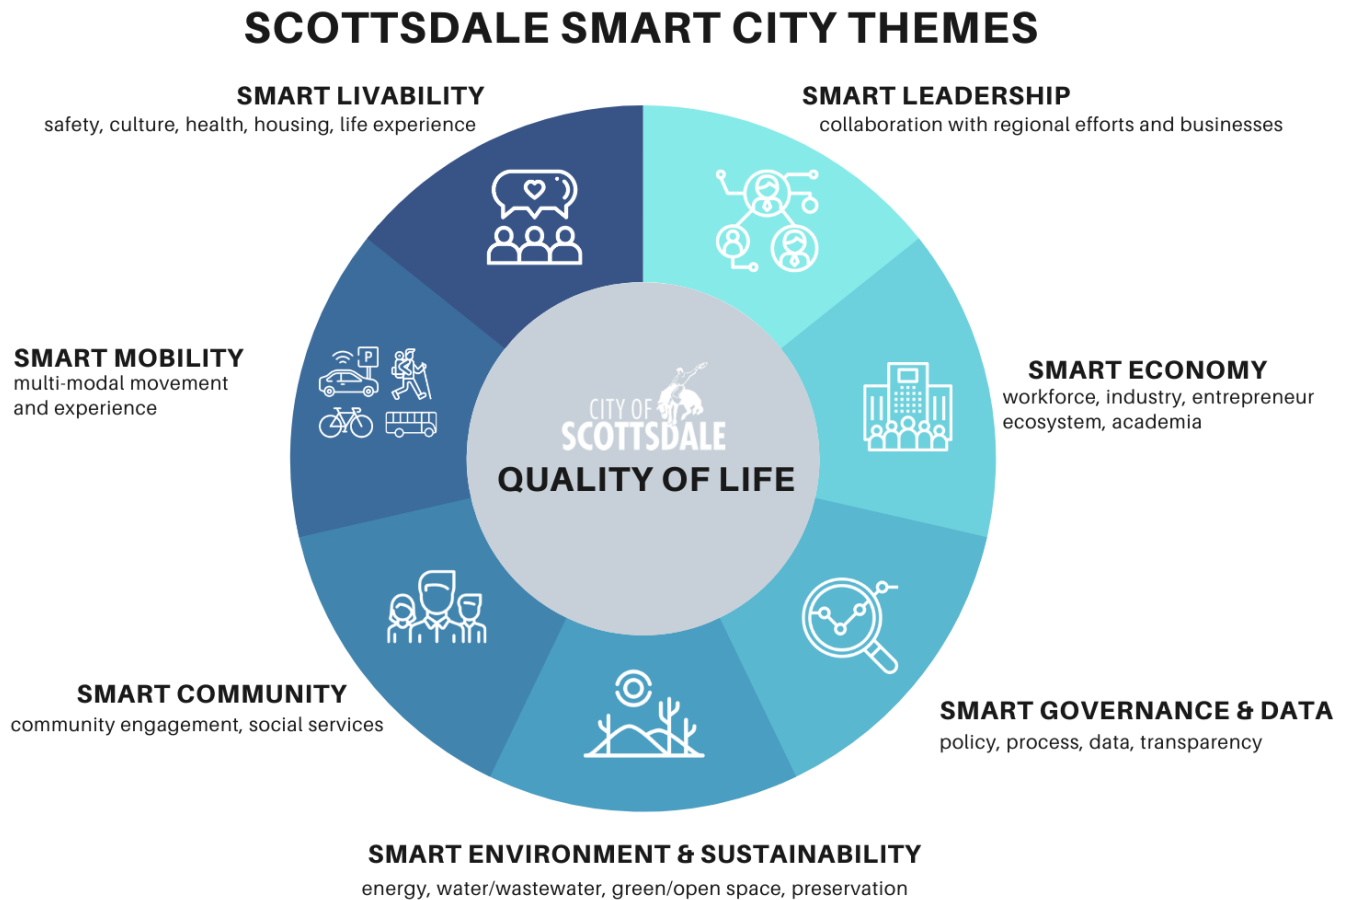 SCOTTSDALE SMART CITY THEMES
SMART LIVABILITY
safety, culture, health, housing, life experience
SMART LEADERSHIP
collaboration with regional efforts and businesses
SMART MOBILITY
multi-modal movement
and experience
P
SMART ECONOMY
workforce, industry, entrepreneur
ecosystem, academia
CITY OF
SCOTTSDALE
QUALITY OF LIFE
SMART COMMUNITY
community engagement, social services
SMART GOVERNANCE & DATA
policy, process, data, transparency
SMART ENVIRONMENT & SUSTAINABILITY
energy, water/wastewater, green/open space, preservation